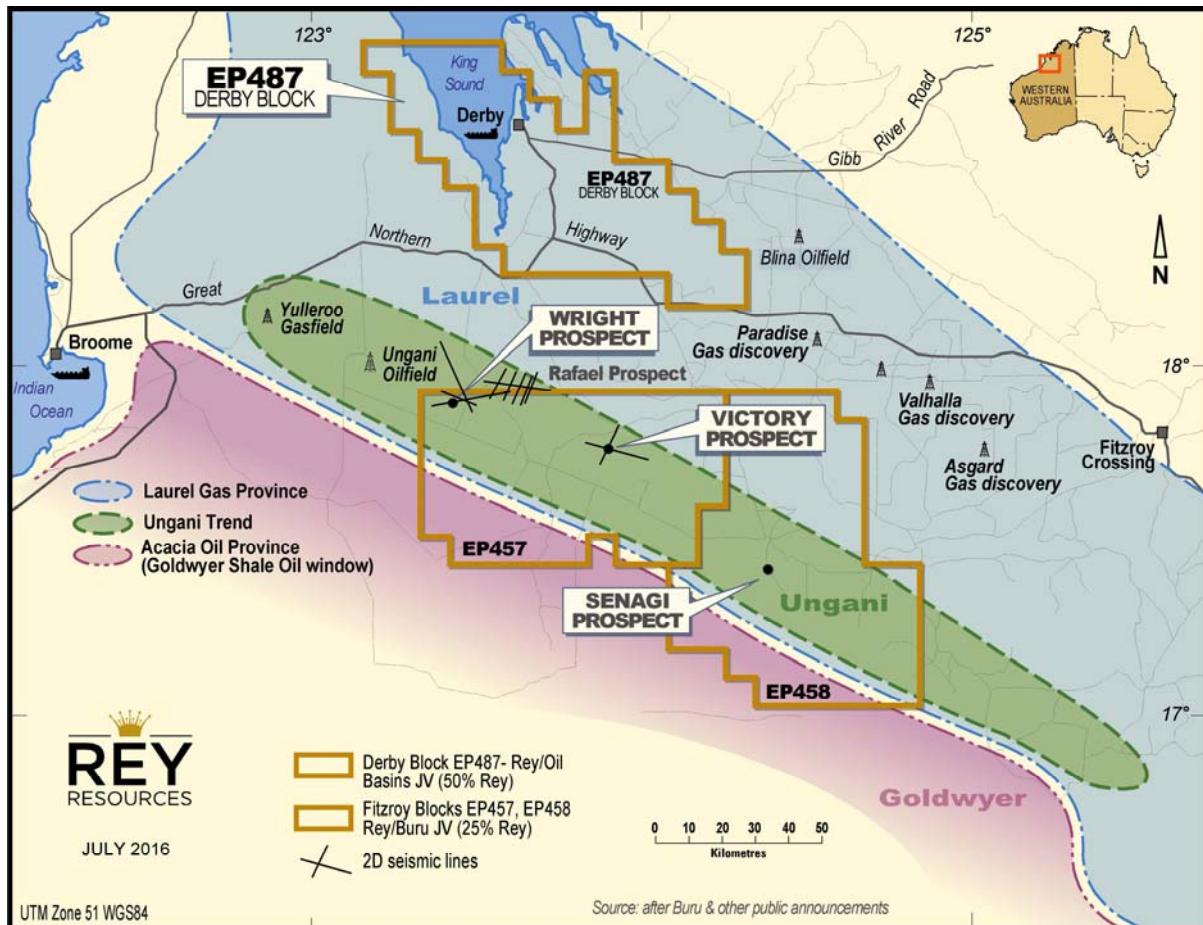 123°
125°
WESTERN
AUSTRALIA
King
Sound
EP487
DERBY BLOCK
Derby
Gibb River Road
EP487
DERBY BLOCK
N
Blina Oilfield
Great Northern Highway
Laurel
Yulleroo
Gasfield
WRIGHT
PROSPECT
Paradise
Gas discovery
Broome
Ungani
Oilfield
Rafael Prospect
18°
Indian
Ocean
Valhalla
Gas discovery
VICTORY
PROSPECT
Fitzroy
Crossing
Asgard
Gas discovery
Laurel Gas Province
Ungani Trend
Acacia Oil Province
(Goldwyer Shale Oil window)
EP457
SENAGI
PROSPECT
Ungani
EP458
17°
REY
RESOURCES
JULY 2016
Derby Block EP487- Rey/Oil
Basins JV (50% Rey)
Fitzroy Blocks EP457, EP458
Rey/Buru JV (25% Rey)
2D seismic lines
Goldwyer
0 10 20 30 40 50
Kilometres
UTM Zone 51 WGS84
Source: after Buru & other public announcements